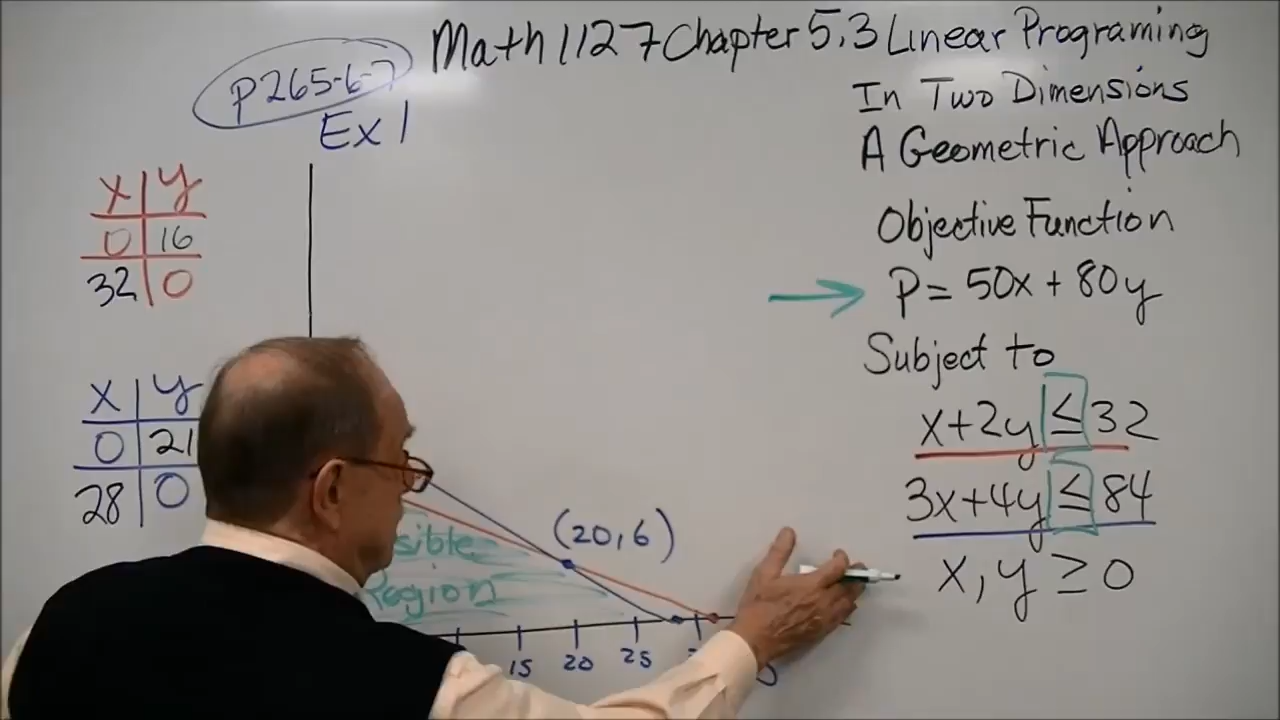 Math 1127 Chapter 5.3 Linear Programing
In Two Dimensions
A Geometric Approach
P265-6-7
Ex 1
x y
0 16
32 0
x y
0 21
28 0
Objective Function
P = 50x + 80y
Subject to
x+2y ≤ 32
3x+4y ≤ 84
x, y ≥ 0
(20,6)
Region
15 20 25